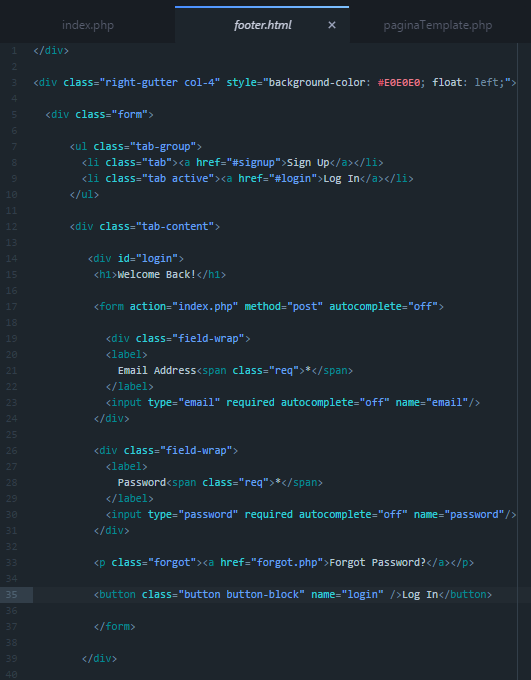 index.php footer.html × paginaTemplate.php
1 </div>
2
3 <div class="right-gutter col-4" style="background-color: #E0E0E0; float: left;">
4
5 <div class="form">
6
7 <ul class="tab-group">
8 <li class="tab"><a href="#signup">Sign Up</a></li>
9 <li class="tab active"><a href="#login">Log In</a></li>
10 </ul>
11
12 <div class="tab-content">
13
14 <div id="login">
15 <h1>Welcome Back!</h1>
16
17 <form action="index.php" method="post" autocomplete="off">
18
19 <div class="field-wrap">
20 <label>
21 Email Address<span class="req">*</span>
22 </label>
23 <input type="email" required autocomplete="off" name="email"/>
24 </div>
25
26 <div class="field-wrap">
27 <label>
28 Password<span class="req">*</span>
29 </label>
30 <input type="password" required autocomplete="off" name="password"/>
31 </div>
32
33 <p class="forgot"><a href="forgot.php">Forgot Password?</a></p>
34
35 <button class="button button-block" name="login" />Log In</button>
36
37 </form>
38
39 </div>
40